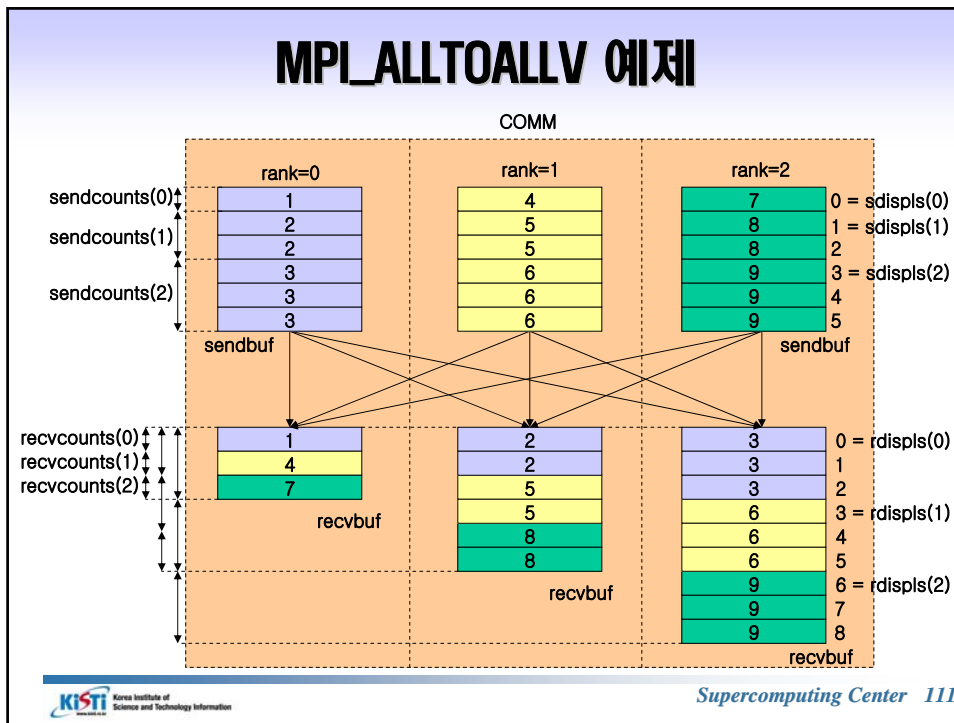 MPI_ALLTOALLV 예제
COMM
rank=0 rank=1 rank=2
sendcounts(0) 1 4 7 0 = sdispls(0)
2 5 8 1 = sdispls(1)
sendcounts(1)
2 5 8 2
3 6 9 3 = sdispls(2)
sendcounts(2) 3 6 9 4
3 6 9 5
sendbuf sendbuf
recvcounts(0) 1 2 3 0 = rdispls(0)
recvcounts(1) 4 2 3 1
recvcounts(2) 7 5 3 2
recvbuf 5 6 3 = rdispls(1)
8 6 4
8 6 5
recvbuf 9 6 = rdispls(2)
9 7
9 8
recvbuf
KiSTi Korea Institute of
Science and Technology Information
www.kisti.re.kr
Supercomputing Center 111